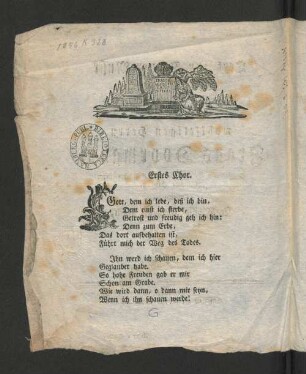 Erstes Chor.
Gott, dem ich lebe, deß ich bin,
Dem einst ich sterbe,
Getrost und freudig geh ich hin:
Denn zum Erbe,
Das dort aufbehalten ist,
Führt mich der Weg des Todes.
Ihn werd ich schauen, dem ich hier
Geglaubet habe.
So hohe Freuden gab er mir
Schon am Grabe.
Wie wird dann, o dann mir seyn,
Wenn ich ihn schauen werde!
G